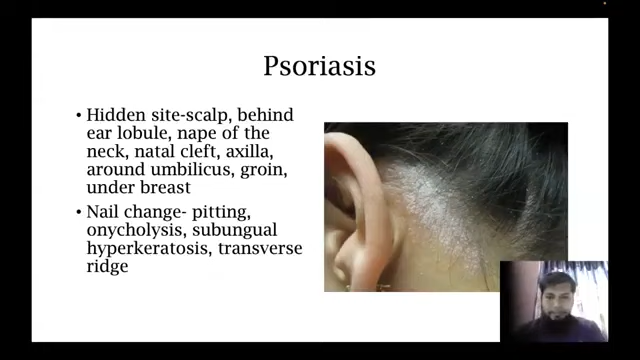 Psoriasis
• Hidden site-scalp, behind
ear lobule, nape of the
neck, natal cleft, axilla,
around umbilicus, groin,
under breast
• Nail change- pitting,
onycholysis, subungual
hyperkeratosis, transverse
ridge